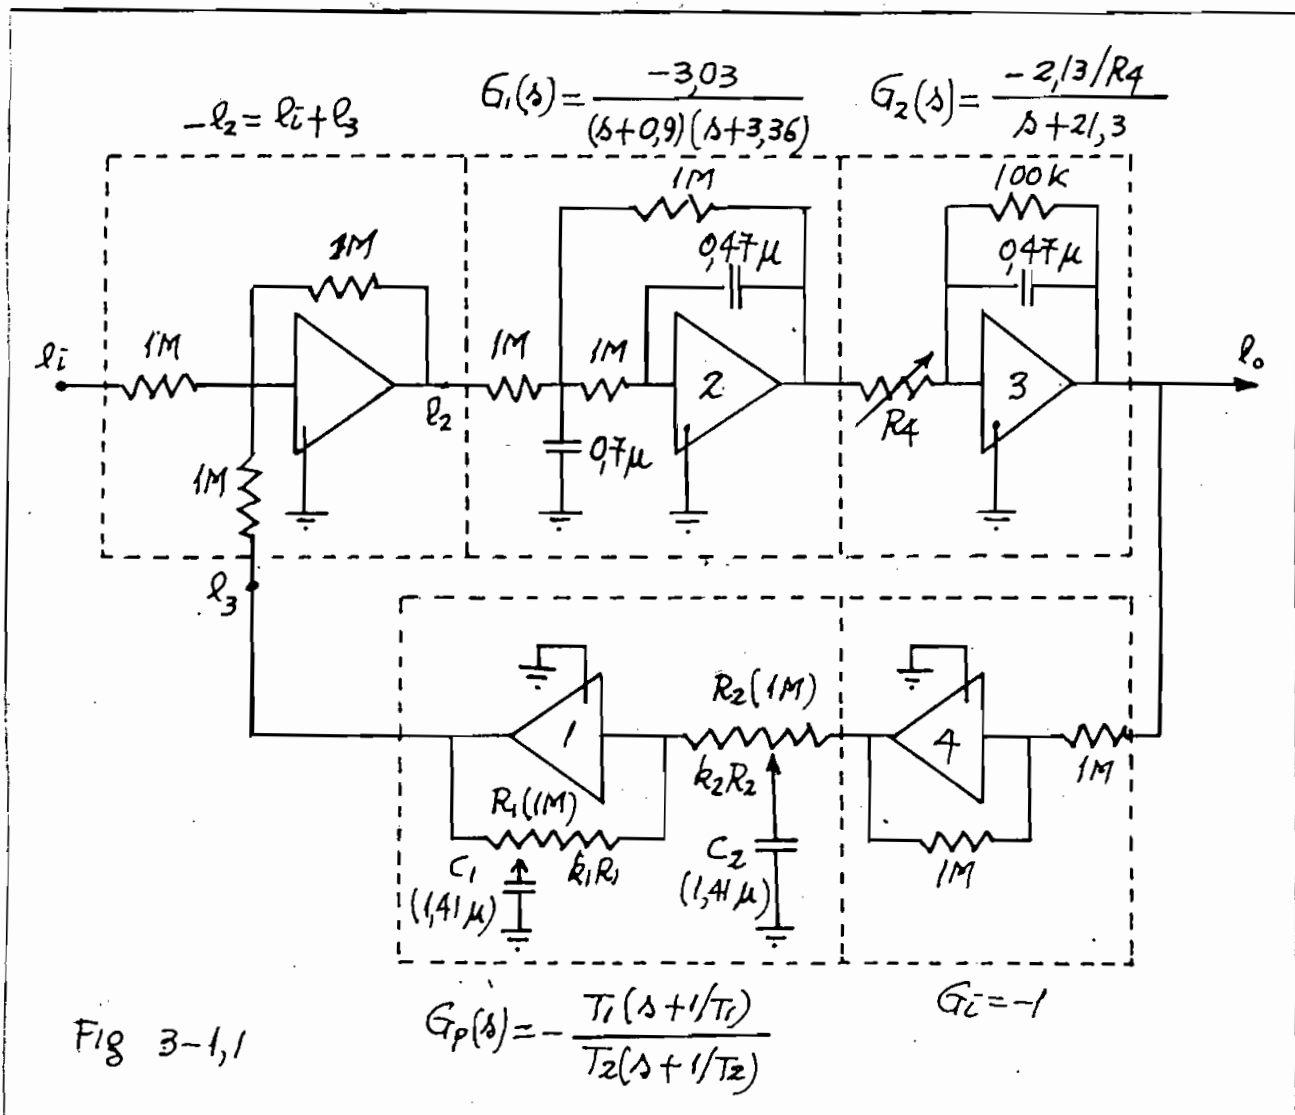 G₁(s) = -3,03 / (s+0,9)(s+3,36)
G₂(s) = -2,13/R4 / s+21,3
-e₂ = ei + e₃
1M
100K
1M
0,47μ
0,47μ
ei
1M
1M
1M
2
3
e₀
e₂
R4
0,7μ
1M
e₃
R₂(1M)
1
4
k₂R₂
1M
R₁(1M)
C₁
k₁R₁
C₂
1M
(1,41μ)
(1,41μ)
Fig 3-1,1
Gp(s) = - T₁(s+1/T₁) / T₂(s+1/T₂)
Gi = -1